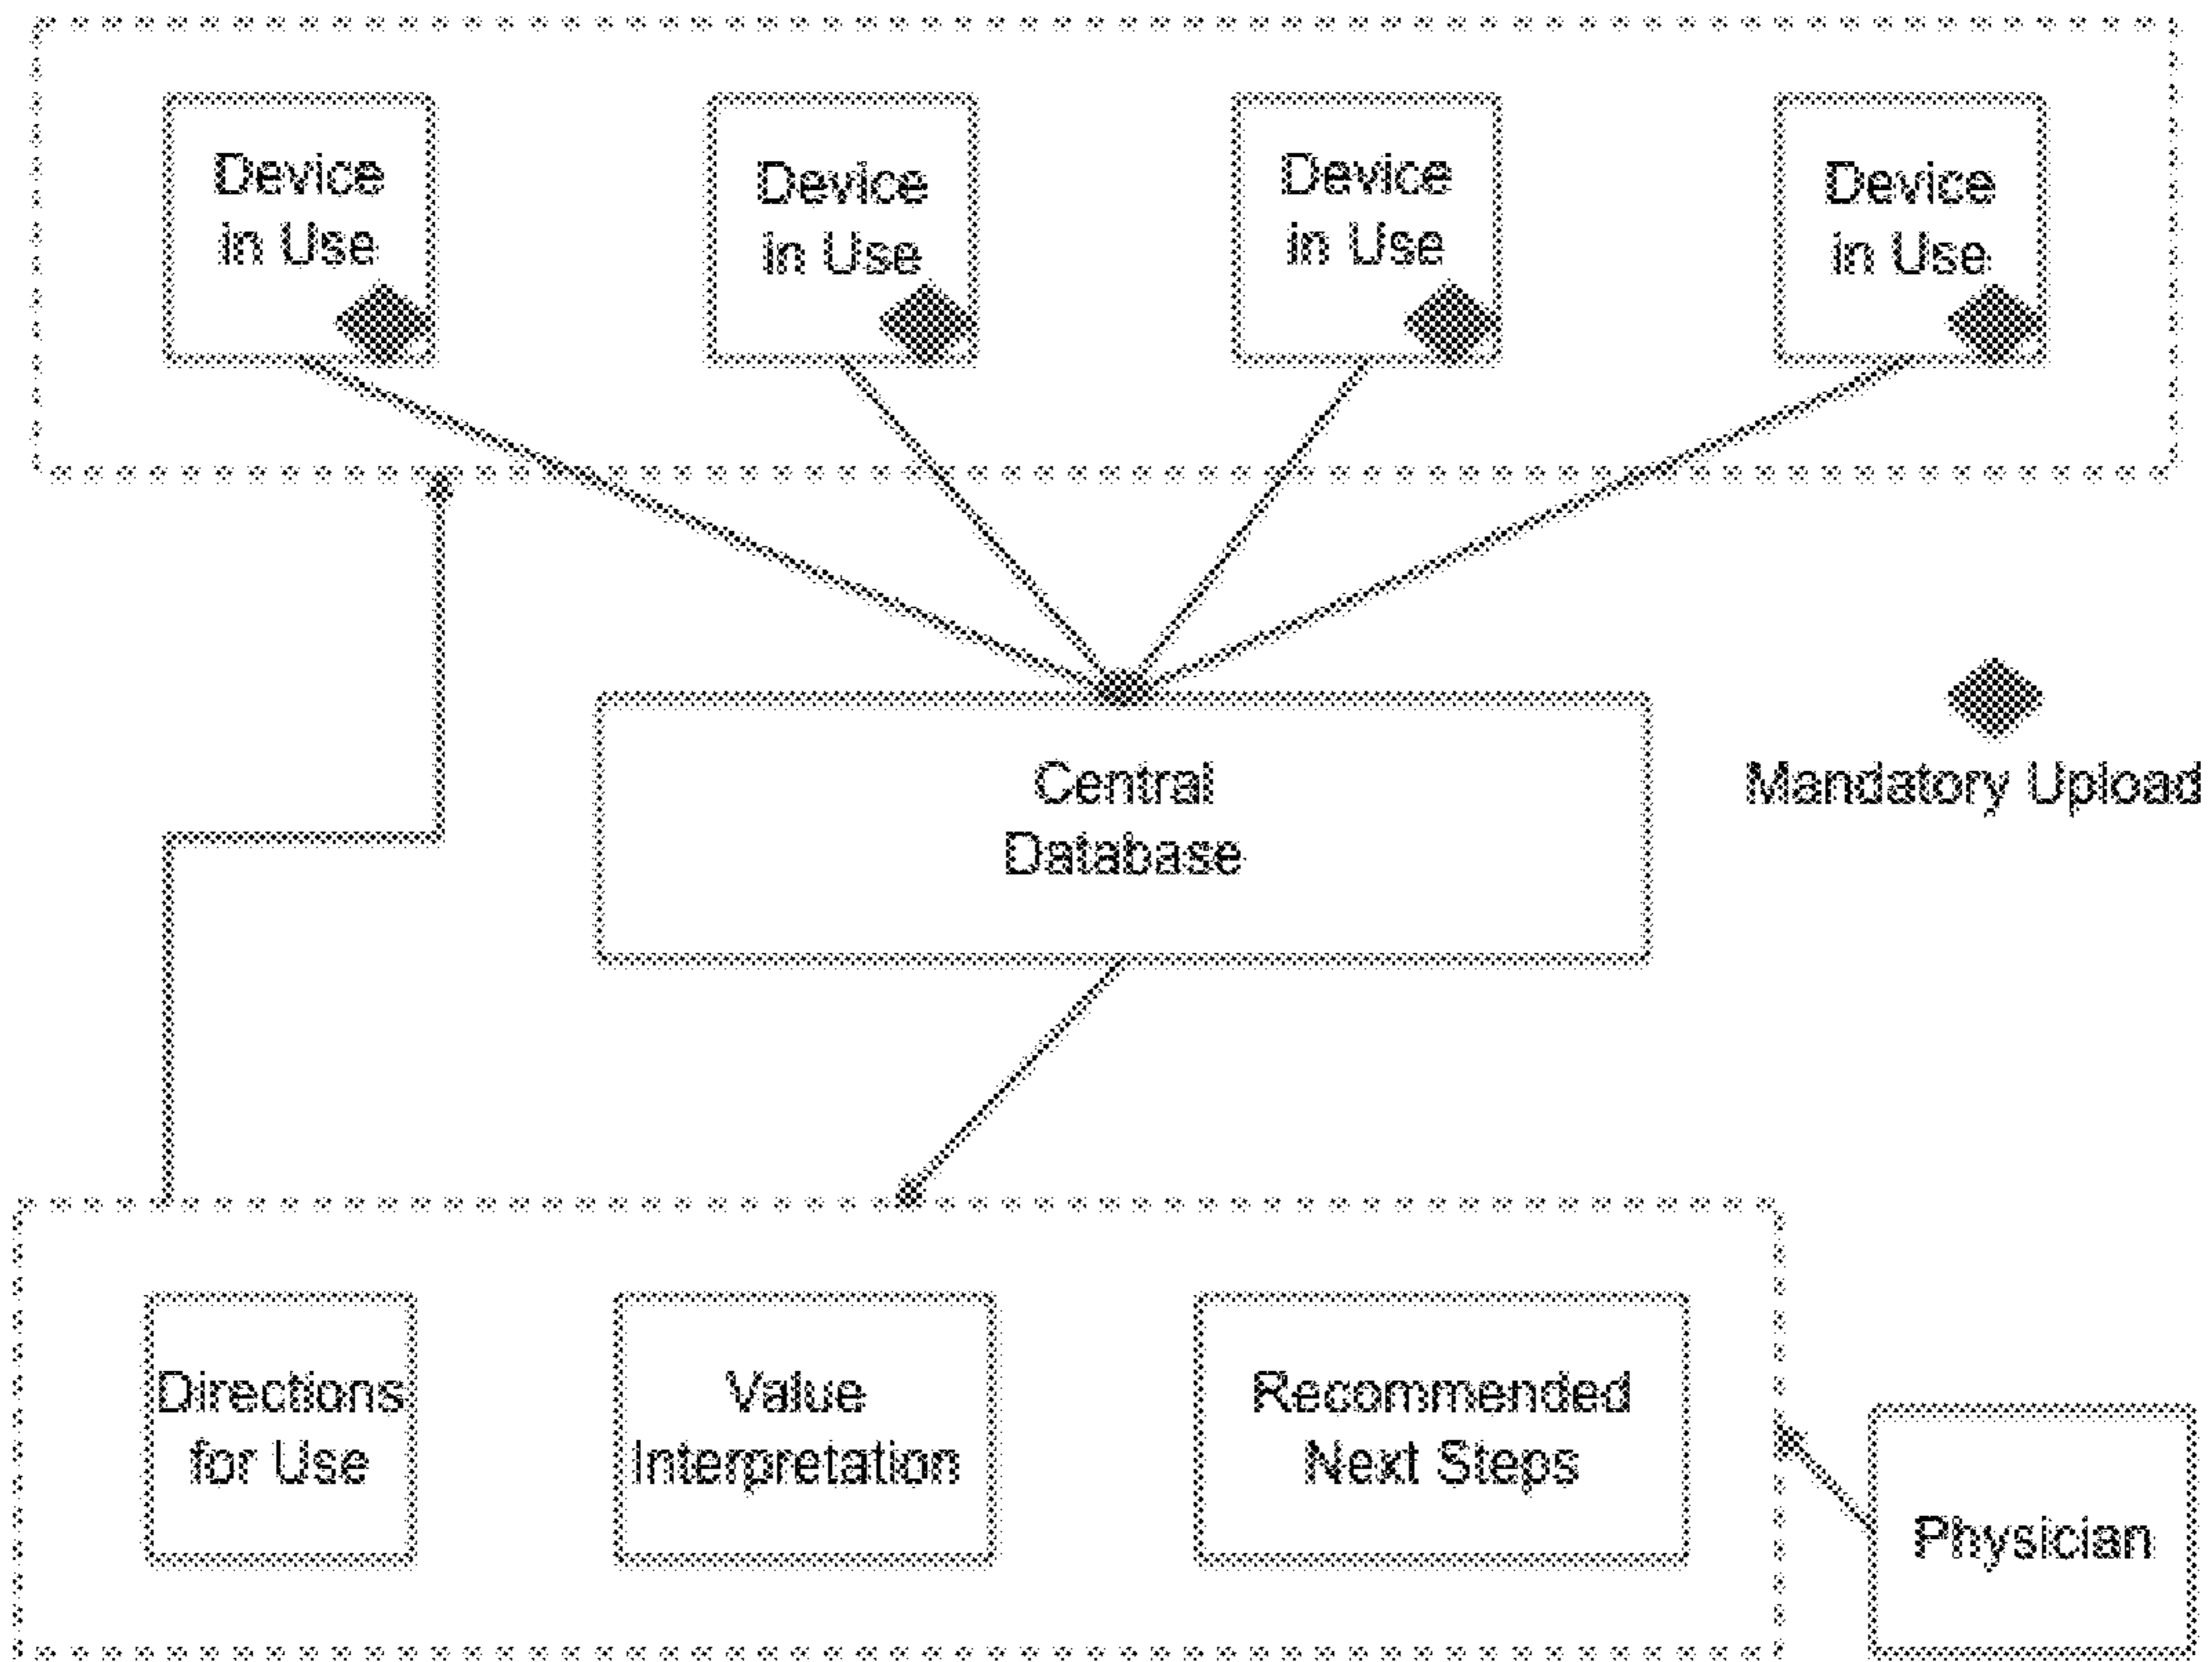 Device
in Use
Device
in Use
Device
in Use
Device
in Use
Central
Database
Mandatory Upload
Directions
for Use
Value
Interpretation
Recommended
Next Steps
Physician